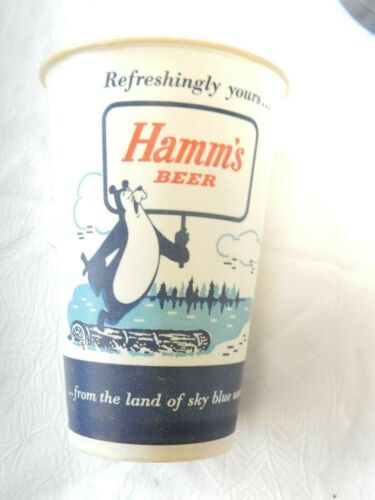 Refreshingly yours...
Hamm's
BEER
...from the land of sky blue